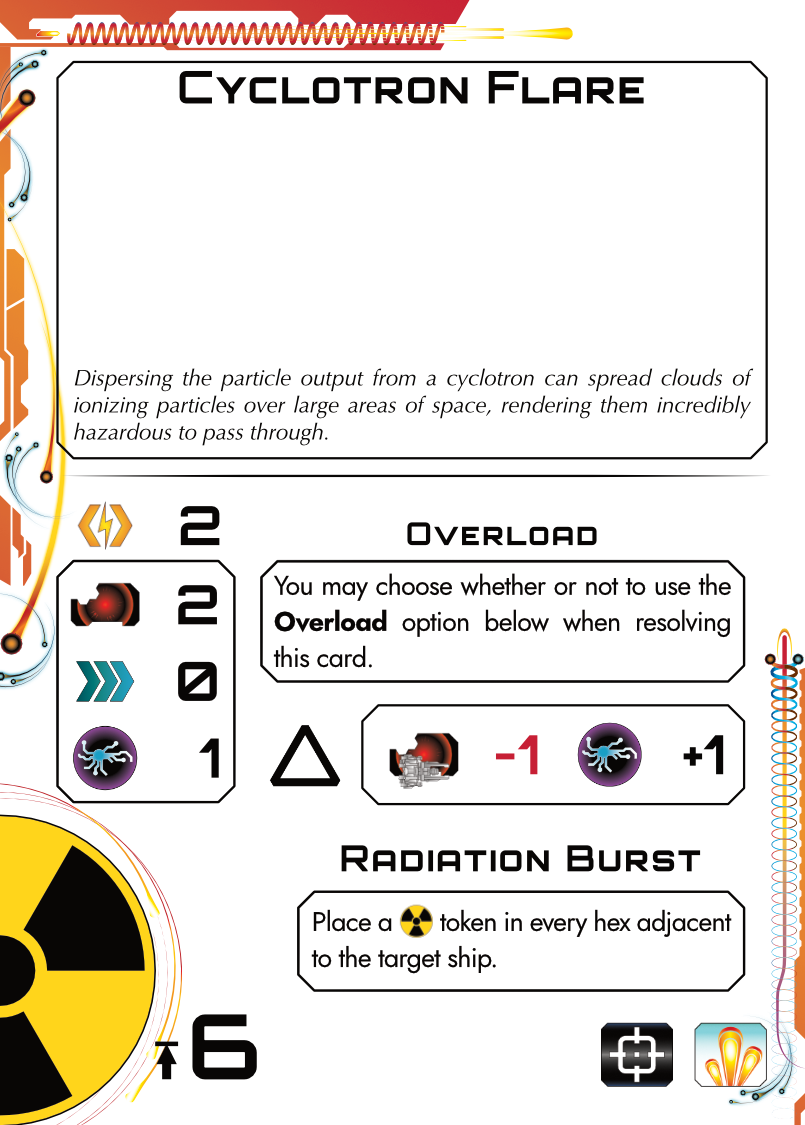 Cyclotron Flare
Dispersing the particle output from a cyclotron can spread clouds of
ionizing particles over large areas of space, rendering them incredibly
hazardous to pass through.
2
Overload
2
You may choose whether or not to use the
Overload option below when resolving
this card.
0
1
-1
+1
Radiation Burst
Place a token in every hex adjacent
to the target ship.
6